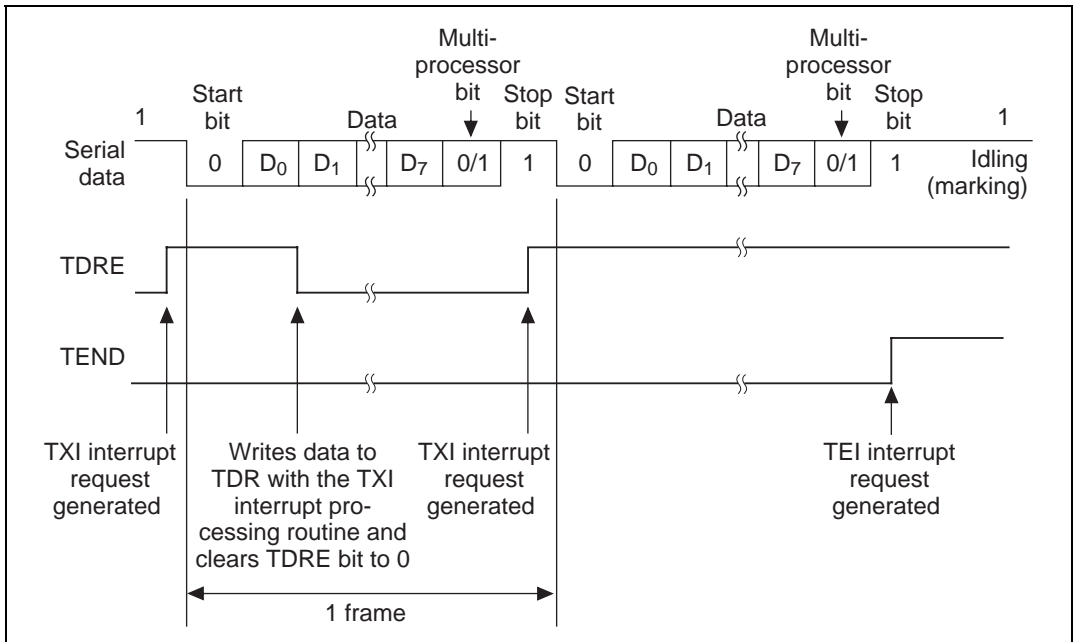 Multi-
processor
bit
Multi-
processor
bit
Start
bit
Stop
bit
Start
bit
Stop
bit
1
Data
Data
1
Serial
data
0 D0 D1 D7 0/1 1 0 D0 D1 D7 0/1 1
Idling
(marking)
TDRE
TEND
TXI interrupt
request
generated
Writes data to
TDR with the TXI
interrupt pro-
cessing routine and
clears TDRE bit to 0
TXI interrupt
request
generated
TEI interrupt
request
generated
1 frame